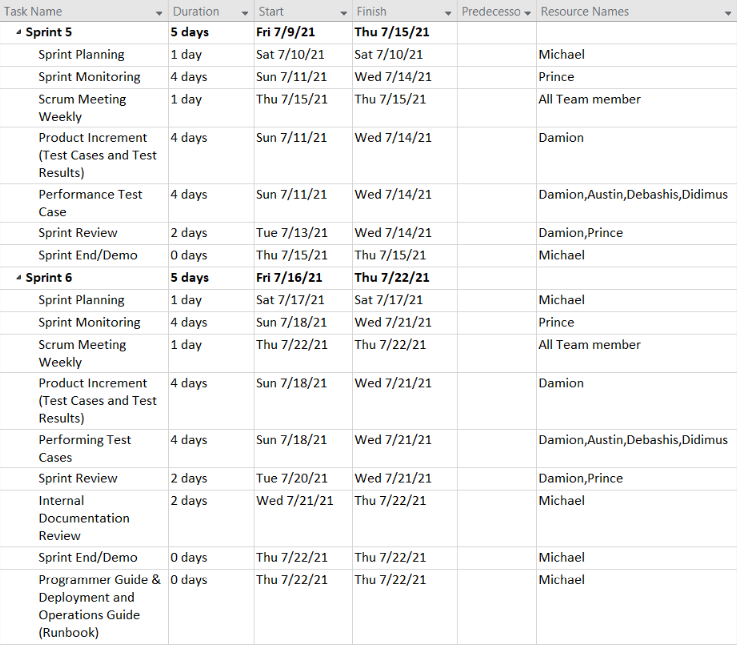 Task Name Duration Start Finish Predecesso Resource Names
Sprint 5 5 days Fri 7/9/21 Thu 7/15/21
Sprint Planning 1 day Sat 7/10/21 Sat 7/10/21 Michael
Sprint Monitoring 4 days Sun 7/11/21 Wed 7/14/21 Prince
Scrum Meeting 1 day Thu 7/15/21 Thu 7/15/21 All Team member
Weekly
Product Increment 4 days Sun 7/11/21 Wed 7/14/21 Damion
(Test Cases and Test
Results)
Performance Test 4 days Sun 7/11/21 Wed 7/14/21 Damion,Austin,Debashis,Didimus
Case
Sprint Review 2 days Tue 7/13/21 Wed 7/14/21 Damion,Prince
Sprint End/Demo 0 days Thu 7/15/21 Thu 7/15/21 Michael
Sprint 6 5 days Fri 7/16/21 Thu 7/22/21
Sprint Planning 1 day Sat 7/17/21 Sat 7/17/21 Michael
Sprint Monitoring 4 days Sun 7/18/21 Wed 7/21/21 Prince
Scrum Meeting 1 day Thu 7/22/21 Thu 7/22/21 All Team member
Weekly
Product Increment 4 days Sun 7/18/21 Wed 7/21/21 Damion
(Test Cases and Test
Results)
Performing Test 4 days Sun 7/18/21 Wed 7/21/21 Damion,Austin,Debashis,Didimus
Cases
Sprint Review 2 days Tue 7/20/21 Wed 7/21/21 Damion,Prince
Internal 2 days Wed 7/21/21 Thu 7/22/21 Michael
Documentation
Review
Sprint End/Demo 0 days Thu 7/22/21 Thu 7/22/21 Michael
Programmer Guide & 0 days Thu 7/22/21 Thu 7/22/21 Michael
Deployment and
Operations Guide
(Runbook)